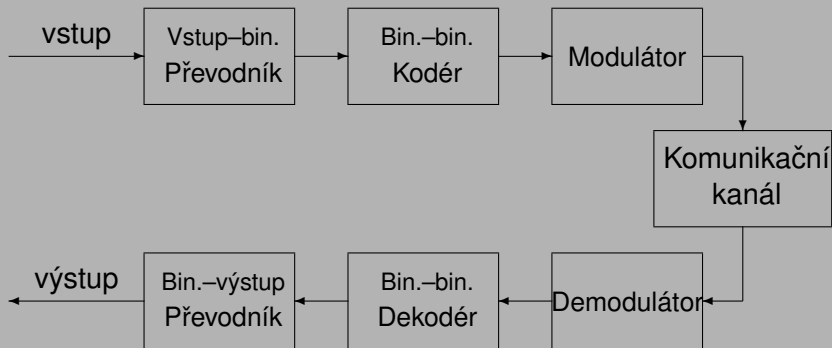 vstup
Vstup–bin.
Převodník
Bin.–bin.
Kodér
Modulátor
Komunikační
kanál
výstup
Bin.–výstup
Převodník
Bin.–bin.
Dekodér
Demodulátor